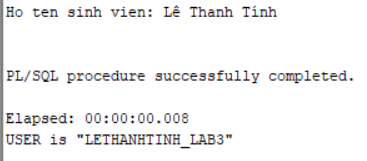 Ho ten sinh vien: Lê Thanh Tính
PL/SQL procedure successfully completed.
Elapsed: 00:00:00.008
USER is "LETHANHTINH_LAB3"